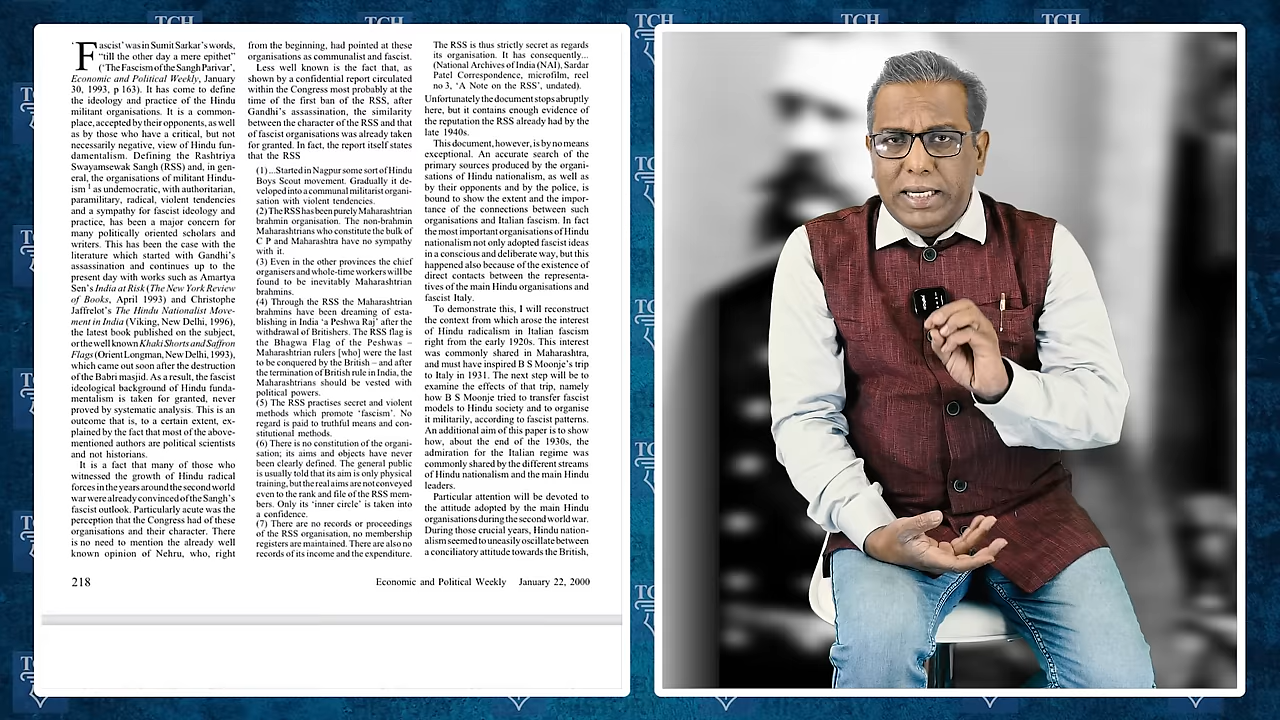 TCH
TCH
TCH
TCH
TCH
'Fascist' was in Sumit Sarkar's words,
"till the other day a mere epithet"
('The Fascism of the Sangh Parivar',
Economic and Political Weekly, January
30, 1993, p 163). It has come to define
the ideology and practice of the Hindu
militant organisations. It is a common-
place, accepted by their opponents, as well
as by those who have a critical, but not
necessarily negative, view of Hindu fun-
damentalism. Defining the Rashtriya
Swayamsewak Sangh (RSS) and, in gen-
eral, the organisations of militant Hindu-
ism 1 as undemocratic, with authoritarian,
paramilitary, radical, violent tendencies
and a sympathy for fascist ideology and
practice, has been a major concern for
many politically oriented scholars and
writers. This has been the case with the
literature which started with Gandhi's
assassination and continues up to the
present day with works such as Amartya
Sen's India at Risk (The New York Review
of Books, April 1993) and Christophe
Jaffrelot's The Hindu Nationalist Move-
ment in India (Viking, New Delhi, 1996),
the latest book published on the subject,
or the well known Khaki Shorts and Saffron
Flags (Orient Longman, New Delhi, 1993),
which came out soon after the destruction
of the Babri masjid. As a result, the fascist
ideological background of Hindu funda-
mentalism is taken for granted, never
proved by systematic analysis. This is an
outcome that is, to a certain extent, ex-
plained by the fact that most of the above-
mentioned authors are political scientists
and not historians.
It is a fact that many of those who
witnessed the growth of Hindu radical
forces in the years around the second world
war were already convinced of the Sangh's
fascist outlook. Particularly acute was the
perception that the Congress had of these
organisations and their character. There
is no need to mention the already well
known opinion of Nehru, who, right
from the beginning, had pointed at these
organisations as communalist and fascist.
Less well known is the fact that, as
shown by a confidential report circulated
within the Congress most probably at the
time of the first ban of the RSS, after
Gandhi's assassination, the similarity
between the character of the RSS and that
of fascist organisations was already taken
for granted. In fact, the report itself states
that the RSS
(1) ...Started in Nagpur some sort of Hindu
Boys Scout movement. Gradually it de-
veloped into a communal militarist organi-
sation with violent tendencies.
(2) The RSS has been purely Maharashtrian
brahmin organisation. The non-brahmin
Maharashtrians who constitute the bulk of
C P and Maharashtra have no sympathy
with it.
(3) Even in the other provinces the chief
organisers and whole-time workers will be
found to be inevitably Maharashtrian
brahmins.
(4) Through the RSS the Maharashtrian
brahmins have been dreaming of esta-
blishing in India 'a Peshwa Raj' after the
withdrawal of Britishers. The RSS flag is
the Bhagwa Flag of the Peshwas –
Maharashtrian rulers [who] were the last
to be conquered by the British – and after
the termination of British rule in India, the
Maharashtrians should be vested with
political powers.
(5) The RSS practises secret and violent
methods which promote 'fascism'. No
regard is paid to truthful means and con-
stitutional methods.
(6) There is no constitution of the organi-
sation; its aims and objects have never
been clearly defined. The general public
is usually told that its aim is only physical
training, but the real aims are not conveyed
even to the rank and file of the RSS mem-
bers. Only its 'inner circle' is taken into
a confidence.
(7) There are no records or proceedings
of the RSS organisation, no membership
registers are maintained. There are also no
records of its income and the expenditure.
The RSS is thus strictly secret as regards
its organisation. It has consequently...
(National Archives of India (NAI), Sardar
Patel Correspondence, microfilm, reel
no 3, 'A Note on the RSS', undated).
Unfortunately the document stops abruptly
here, but it contains enough evidence of
the reputation the RSS already had by the
late 1940s.
This document, however, is by no means
exceptional. An accurate search of the
primary sources produced by the organi-
sations of Hindu nationalism, as well as
by their opponents and by the police, is
bound to show the extent and the impor-
tance of the connections between such
organisations and Italian fascism. In fact
the most important organisations of Hindu
nationalism not only adopted fascist ideas
in a conscious and deliberate way, but this
happened also because of the existence of
direct contacts between the representa-
tives of the main Hindu organisations and
fascist Italy.
To demonstrate this, I will reconstruct
the context from which arose the interest
of Hindu radicalism in Italian fascism
right from the early 1920s. This interest
was commonly shared in Maharashtra,
and must have inspired B S Moonje's trip
to Italy in 1931. The next step will be to
examine the effects of that trip, namely
how B S Moonje tried to transfer fascist
models to Hindu society and to organise
it militarily, according to fascist patterns.
An additional aim of this paper is to show
how, about the end of the 1930s, the
admiration for the Italian regime was
commonly shared by the different streams
of Hindu nationalism and the main Hindu
leaders.
Particular attention will be devoted to
the attitude adopted by the main Hindu
organisations during the second world war.
During those crucial years, Hindu nation-
alism seemed to uneasily oscillate between
a conciliatory attitude towards the British,
218
Economic and Political Weekly January 22, 2000